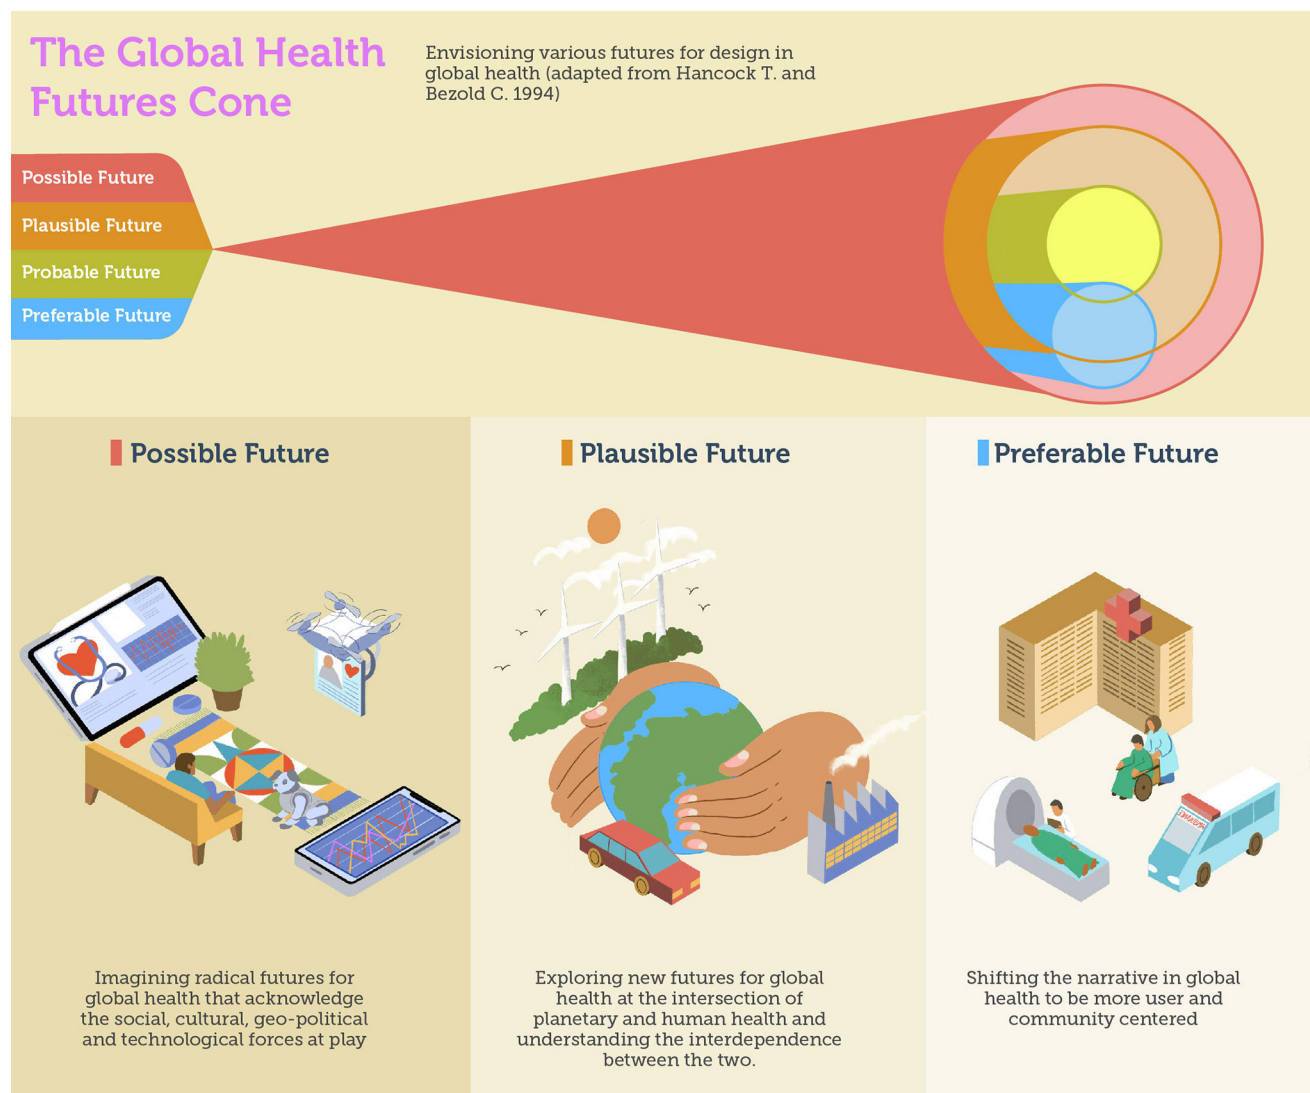 The Global Health
Futures Cone
Envisioning various futures for design in
global health (adapted from Hancock T. and
Bezold C. 1994)
Possible Future
Plausible Future
Probable Future
Preferable Future
Possible Future
Plausible Future
Preferable Future
Imagining radical futures for
global health that acknowledge
the social, cultural, geo-political
and technological forces at play
Exploring new futures for global
health at the intersection of
planetary and human health and
understanding the interdependence
between the two.
Shifting the narrative in global
health to be more user and
community centered